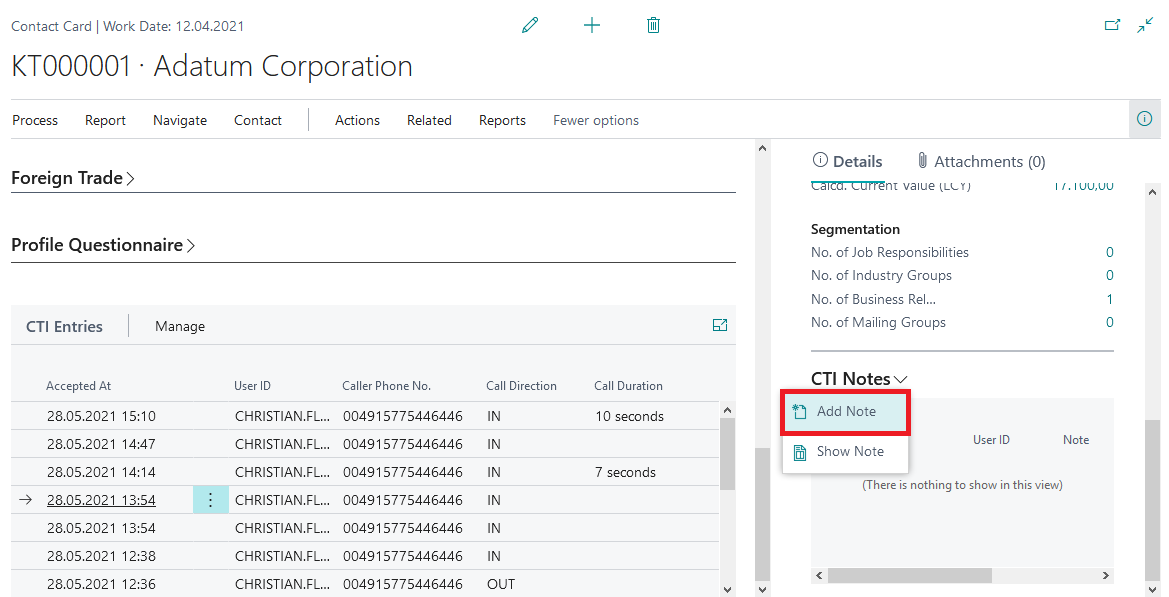 Contact Card | Work Date: 12.04.2021
KT000001 · Adatum Corporation
Process Report Navigate Contact Actions Related Reports Fewer options
Foreign Trade
Profile Questionnaire
CTI Entries Manage
Accepted At User ID Caller Phone No. Call Direction Call Duration
28.05.2021 15:10 CHRISTIAN.FL... 004915775446446 IN 10 seconds
28.05.2021 14:47 CHRISTIAN.FL... 004915775446446 IN
28.05.2021 14:14 CHRISTIAN.FL... 004915775446446 IN 7 seconds
28.05.2021 13:54 CHRISTIAN.FL... 004915775446446 IN
28.05.2021 13:54 CHRISTIAN.FL... 004915775446446 IN
28.05.2021 12:38 CHRISTIAN.FL... 004915775446446 IN
28.05.2021 12:36 CHRISTIAN.FL... 004915775446446 OUT
Details Attachments (0)
Calcd. Current Value (LCY) 17.100,00
Segmentation
No. of Job Responsibilities 0
No. of Industry Groups 0
No. of Business Rel... 1
No. of Mailing Groups 0
CTI Notes
Add Note
Show Note
User ID Note
(There is nothing to show in this view)